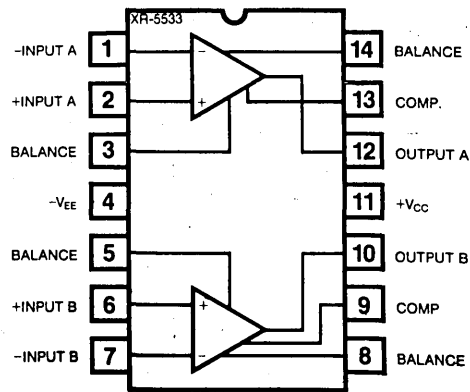 XR-5533
-INPUT A 1
+INPUT A 2
BALANCE 3
-VEE 4
BALANCE 5
+INPUT B 6
-INPUT B 7
14 BALANCE
13 COMP.
12 OUTPUT A
11 +VCC
10 OUTPUT B
9 COMP
8 BALANCE
-
+
+
-